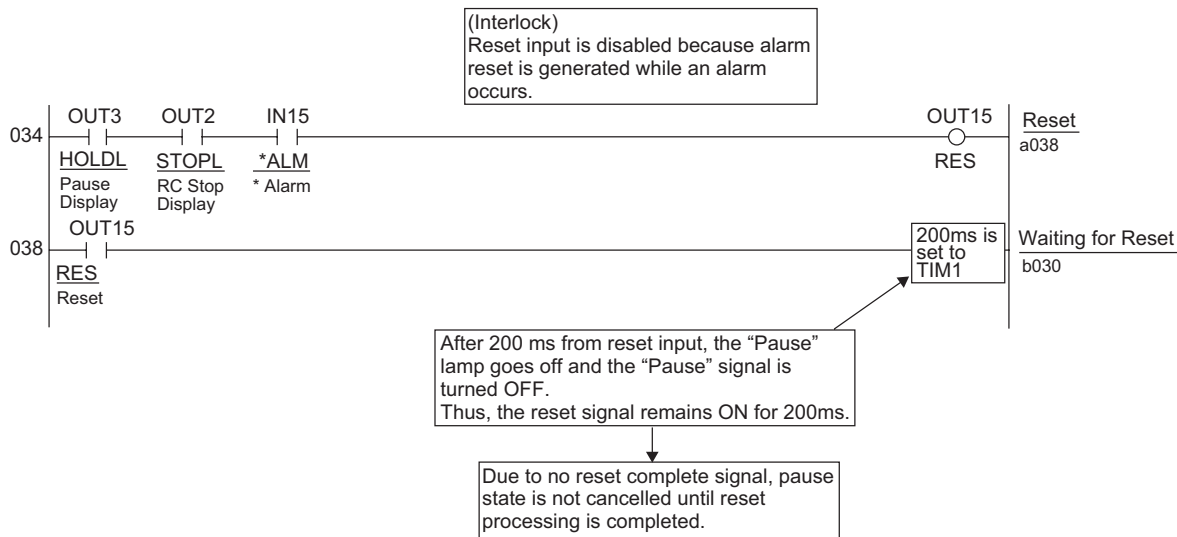 (Interlock)
Reset input is disabled because alarm
reset is generated while an alarm
occurs.
OUT3
OUT2
IN15
OUT15
034
Reset
a038
HOLDL
STOPL
*ALM
RES
Pause
Display
RC Stop
Display
* Alarm
OUT15
038
200ms is
set to
TIM1
Waiting for Reset
b030
RES
Reset
After 200 ms from reset input, the “Pause”
lamp goes off and the “Pause” signal is
turned OFF.
Thus, the reset signal remains ON for 200ms.
Due to no reset complete signal, pause
state is not cancelled until reset
processing is completed.